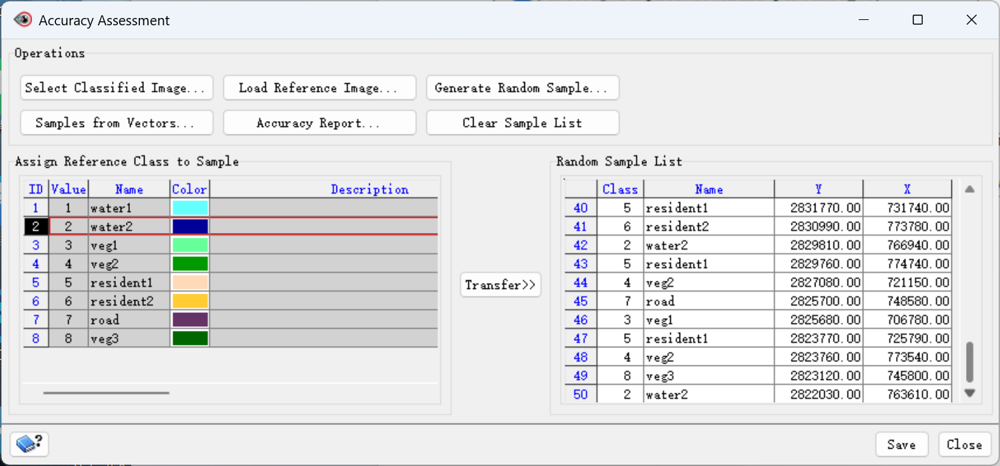 Accuracy Assessment
Operations
Select Classified Image... Load Reference Image... Generate Random Sample...
Samples from Vectors... Accuracy Report... Clear Sample List
Assign Reference Class to Sample
ID Value Name Color Description
1 1 water1
2 2 water2
3 3 veg1
4 4 veg2
5 5 resident1
6 6 resident2
7 7 road
8 8 veg3
Transfer>>
Random Sample List
Class Name Y X
40 5 resident1 2831770.00 731740.00
41 6 resident2 2830990.00 773780.00
42 2 water2 2829810.00 766940.00
43 5 resident1 2829760.00 774740.00
44 4 veg2 2827080.00 721150.00
45 7 road 2825700.00 748580.00
46 3 veg1 2825680.00 706780.00
47 5 resident1 2823770.00 725790.00
48 4 veg2 2823760.00 773540.00
49 8 veg3 2823120.00 745800.00
50 2 water2 2822030.00 763610.00
?
Save Close